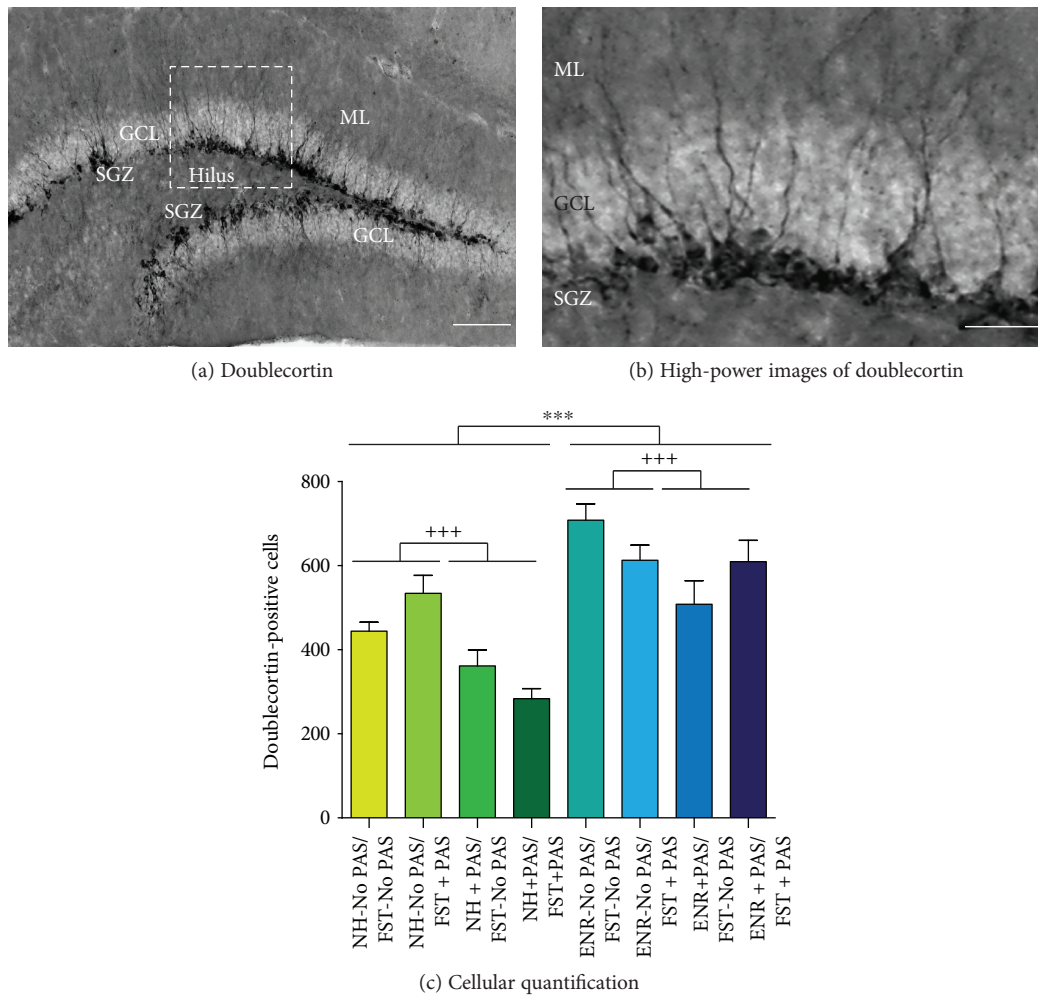 ML
GCL
SGZ
Hilus
SGZ
GCL
(a) Doublecortin
ML
GCL
SGZ
(b) High-power images of doublecortin
***
+++
+++
Doublecortin-positive cells
800
600
400
200
0
NH-No PAS/
FST-No PAS
NH-No PAS/
FST + PAS
NH + PAS/
FST-No PAS
NH+PAS/
FST+PAS
ENR-No PAS/
FST-No PAS
ENR-No PAS/
FST + PAS
ENR+PAS/
FST-No PAS
ENR + PAS/
FST + PAS
(c) Cellular quantification